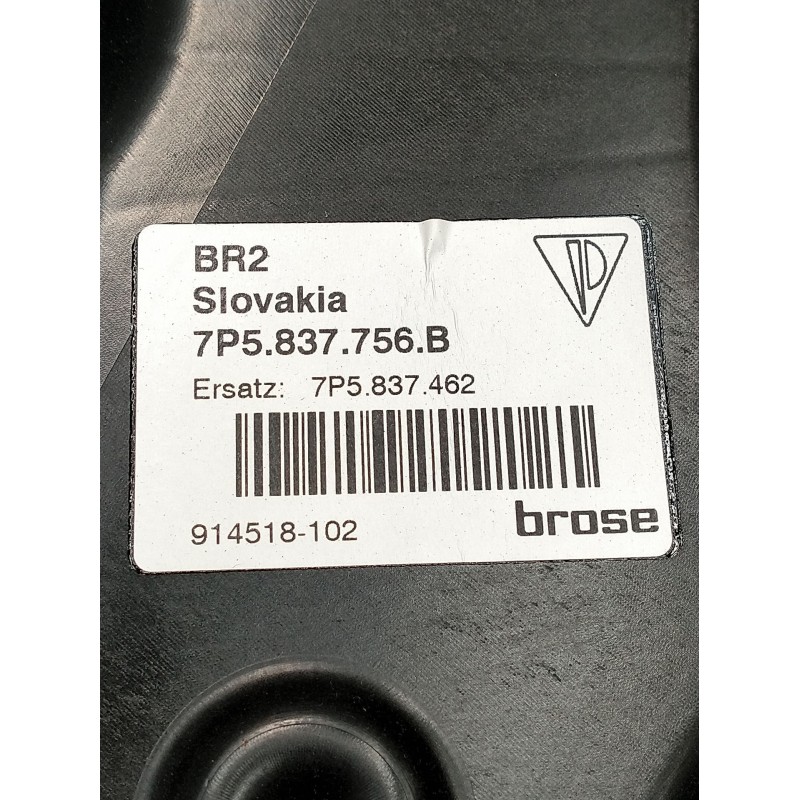 BR2
Slovakia
7P5.837.756.B
Ersatz: 7P5.837.462
914518-102
brose